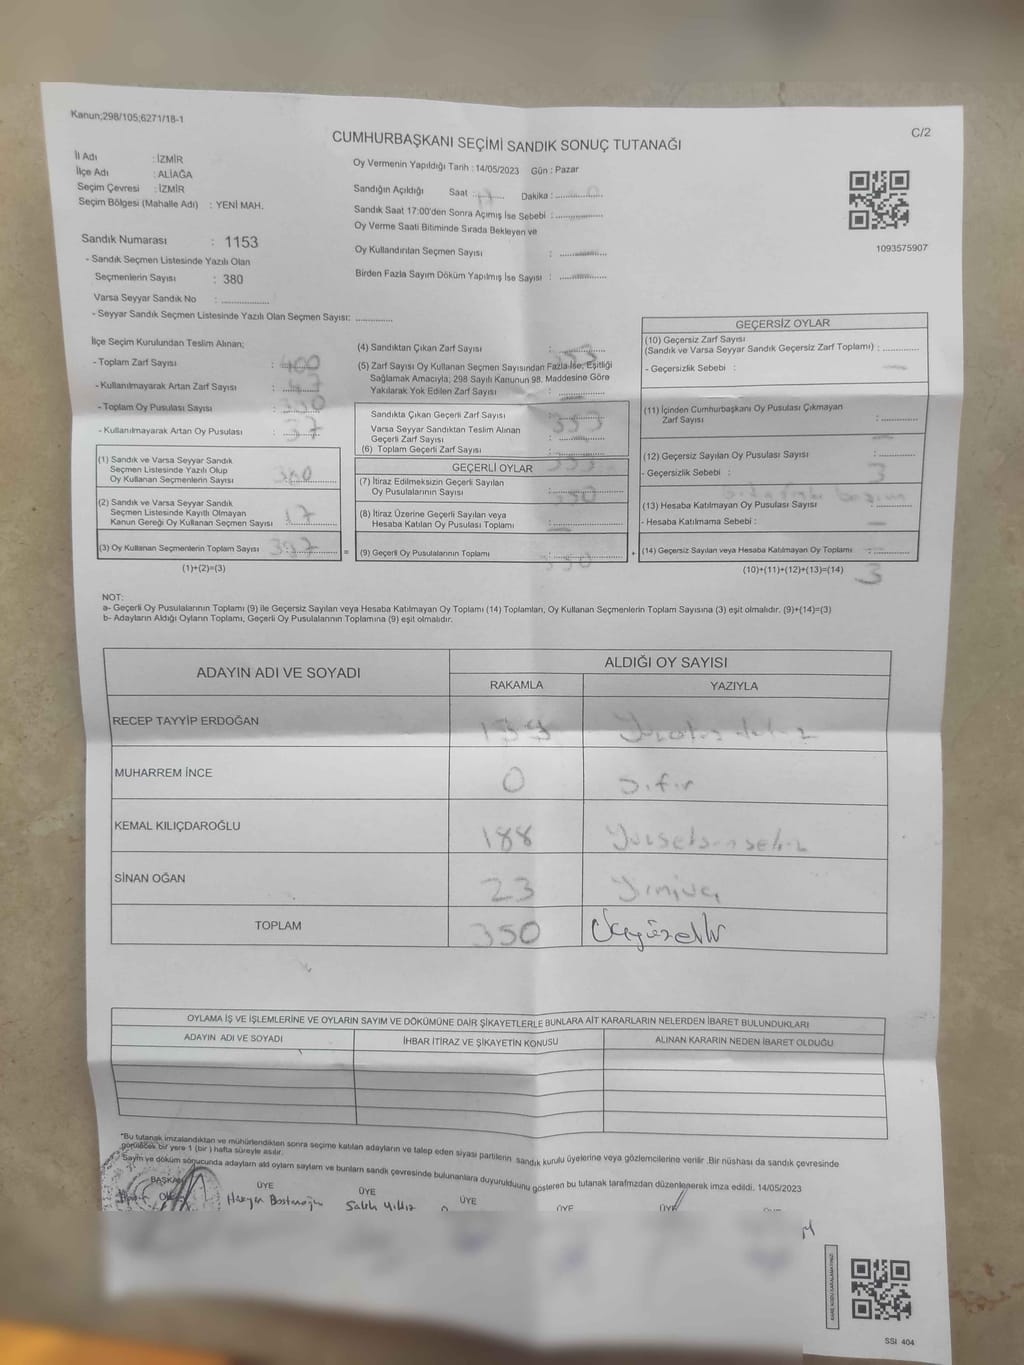 Kanun;298/105;6271/18-1
C/2
CUMHURBAŞKANI SEÇİMİ SANDIK SONUÇ TUTANAĞI
İl Adı : İZMİR
İlçe Adı : ALİAĞA
Seçim Çevresi : İZMİR
Seçim Bölgesi (Mahalle Adı) : YENİ MAH.
Sandık Numarası : 1153
- Sandık Seçmen Listesinde Yazılı Olan
Seçmenlerin Sayısı : 380
Varsa Seyyar Sandık No : ..............
- Seyyar Sandık Seçmen Listesinde Yazılı Olan Seçmen Sayısı: ............
Oy Vermenin Yapıldığı Tarih : 14/05/2023 Gün : Pazar
Sandığın Açıldığı Saat : 17 Dakika :
Sandık Saat 17:00'den Sonra Açımış İse Sebebi : ..............
Oy Verme Saati Bitiminde Sırada Bekleyen ve
Oy Kullandırılan Seçmen Sayısı : ..............
Birden Fazla Sayım Döküm Yapılmış İse Sayısı : ..............
1093575907
İlçe Seçim Kurulundan Teslim Alınan;
- Toplam Zarf Sayısı : 400
- Kullanılmayarak Artan Zarf Sayısı :
- Toplam Oy Pusulası Sayısı :
- Kullanılmayarak Artan Oy Pusulası : 37
(1) Sandık ve Varsa Seyyar Sandık
Seçmen Listesinde Yazılı Olup
Oy Kullanan Seçmenlerin Sayısı :
(2) Sandık ve Varsa Seyyar Sandık
Seçmen Listesinde Kayıtlı Olmayan
Kanun Gereği Oy Kullanan Seçmen Sayısı : 17
(3) Oy Kullanan Seçmenlerin Toplam Sayısı :
(1)+(2)=(3)
(4) Sandıktan Çıkan Zarf Sayısı : 353
(5) Zarf Sayısı Oy Kullanan Seçmen Sayısından Fazla İse, Eşitliği
Sağlamak Amacıyla, 298 Sayılı Kanunun 98. Maddesine Göre
Yakılarak Yok Edilen Zarf Sayısı : ..............
Sandıkta Çıkan Geçerli Zarf Sayısı : 353
Varsa Seyyar Sandıktan Teslim Alınan
Geçerli Zarf Sayısı : ..............
(6) Toplam Geçerli Zarf Sayısı : 353
GEÇERLİ OYLAR
(7) İtiraz Edilmeksizin Geçerli Sayılan
Oy Pusulalarının Sayısı : 350
(8) İtiraz Üzerine Geçerli Sayılan veya
Hesaba Katılan Oy Pusulası Toplamı : ..............
(9) Geçerli Oy Pusulalarının Toplamı : 350
GEÇERSİZ OYLAR
(10) Geçersiz Zarf Sayısı
(Sandık ve Varsa Seyyar Sandık Geçersiz Zarf Toplamı) : ............
- Geçersizlik Sebebi : —
(11) İçinden Cumhurbaşkanı Oy Pusulası Çıkmayan
Zarf Sayısı : ............
(12) Geçersiz Sayılan Oy Pusulası Sayısı : ............
- Geçersizlik Sebebi : 3
(13) Hesaba Katılmayan Oy Pusulası Sayısı : ............
- Hesaba Katılmama Sebebi : —
(14) Geçersiz Sayılan veya Hesaba Katılmayan Oy Toplamı : ............
(10)+(11)+(12)+(13)=(14) 3
NOT:
a- Geçerli Oy Pusulalarının Toplamı (9) ile Geçersiz Sayılan veya Hesaba Katılmayan Oy Toplamı (14) Toplamları, Oy Kullanan Seçmenlerin Toplam Sayısına (3) eşit olmalıdır. (9)+(14)=(3)
b- Adayların Aldığı Oyların Toplamı, Geçerli Oy Pusulalarının Toplamına (9) eşit olmalıdır.
ADAYIN ADI VE SOYADI ALDIĞI OY SAYISI
RAKAMLA YAZIYLA
RECEP TAYYİP ERDOĞAN 139
MUHARREM İNCE 0 Sıfır
KEMAL KILIÇDAROĞLU 188 Yüzseksensekiz
SİNAN OĞAN 23 Yirmiüç
TOPLAM 350 Üçyüzelli
OYLAMA İŞ VE İŞLEMLERİNE VE OYLARIN SAYIM VE DÖKÜMÜNE DAİR ŞİKAYETLERLE BUNLARA AİT KARARLARIN NELERDEN İBARET BULUNDUKLARI
ADAYIN ADI VE SOYADI İHBAR İTİRAZ VE ŞİKAYETİN KONUSU ALINAN KARARIN NEDEN İBARET OLDUĞU
*Bu tutanak imzalandıktan ve mühürlendikten sonra seçime katılan adayların ve talep eden siyasi partilerin sandık kurulu üyelerine veya gözlemcilerine verilir .Bir nüshası da sandık çevresinde
görülecek bir yere 1 (bir ) hafta süreyle asılır.
Sayım ve döküm sonucunda adayların aldı oyların sayların ve bunların sandık çevresinde bulunanlara duyurulduunu gösteren bu tutanak tarafmzdan düzenlenerek imza edildi. 14/05/2023
BAŞKAN ÜYE ÜYE ÜYE ÜYE ÜYE
Salih Yıldız
SSI 404